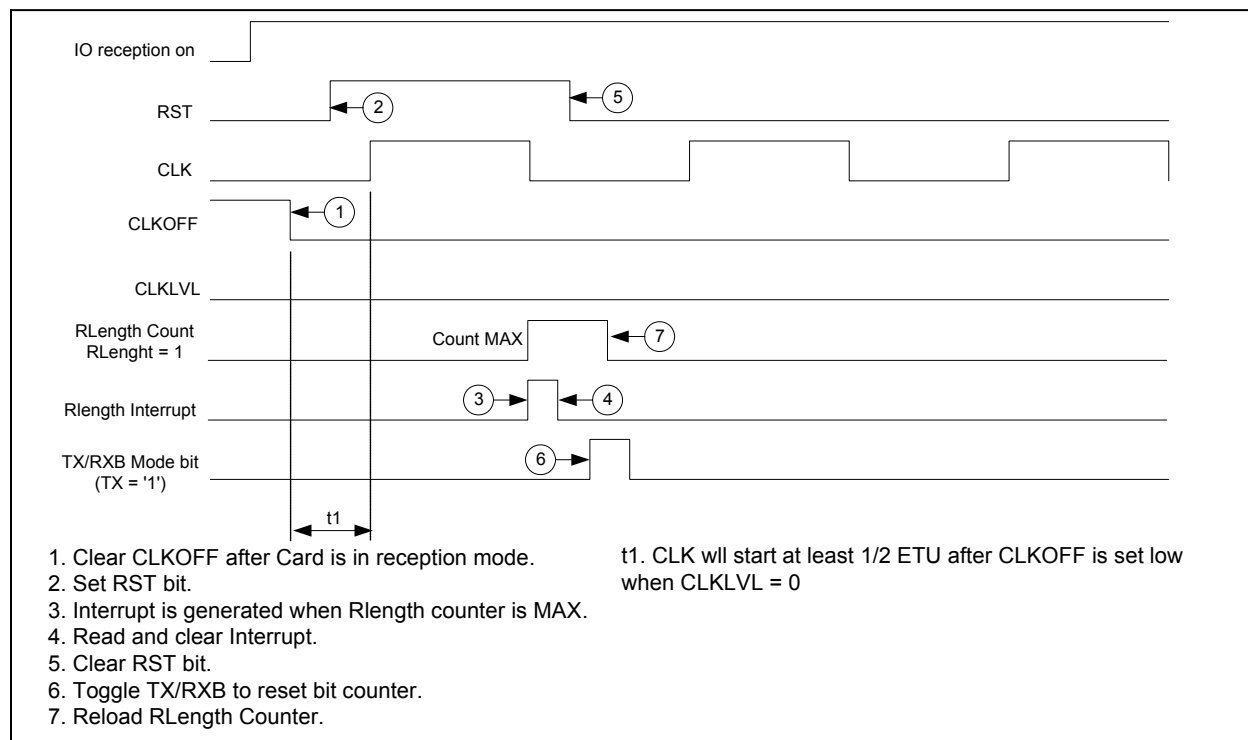 IO reception on
RST
2
5
CLK
CLKOFF
1
CLKLVL
RLength Count
RLenght = 1
Count MAX
7
Rlength Interrupt
3
4
TX/RXB Mode bit
(TX = '1')
6
t1
1. Clear CLKOFF after Card is in reception mode.
2. Set RST bit.
3. Interrupt is generated when Rlength counter is MAX.
4. Read and clear Interrupt.
5. Clear RST bit.
6. Toggle TX/RXB to reset bit counter.
7. Reload RLength Counter.
t1. CLK wll start at least 1/2 ETU after CLKOFF is set low
when CLKLVL = 0